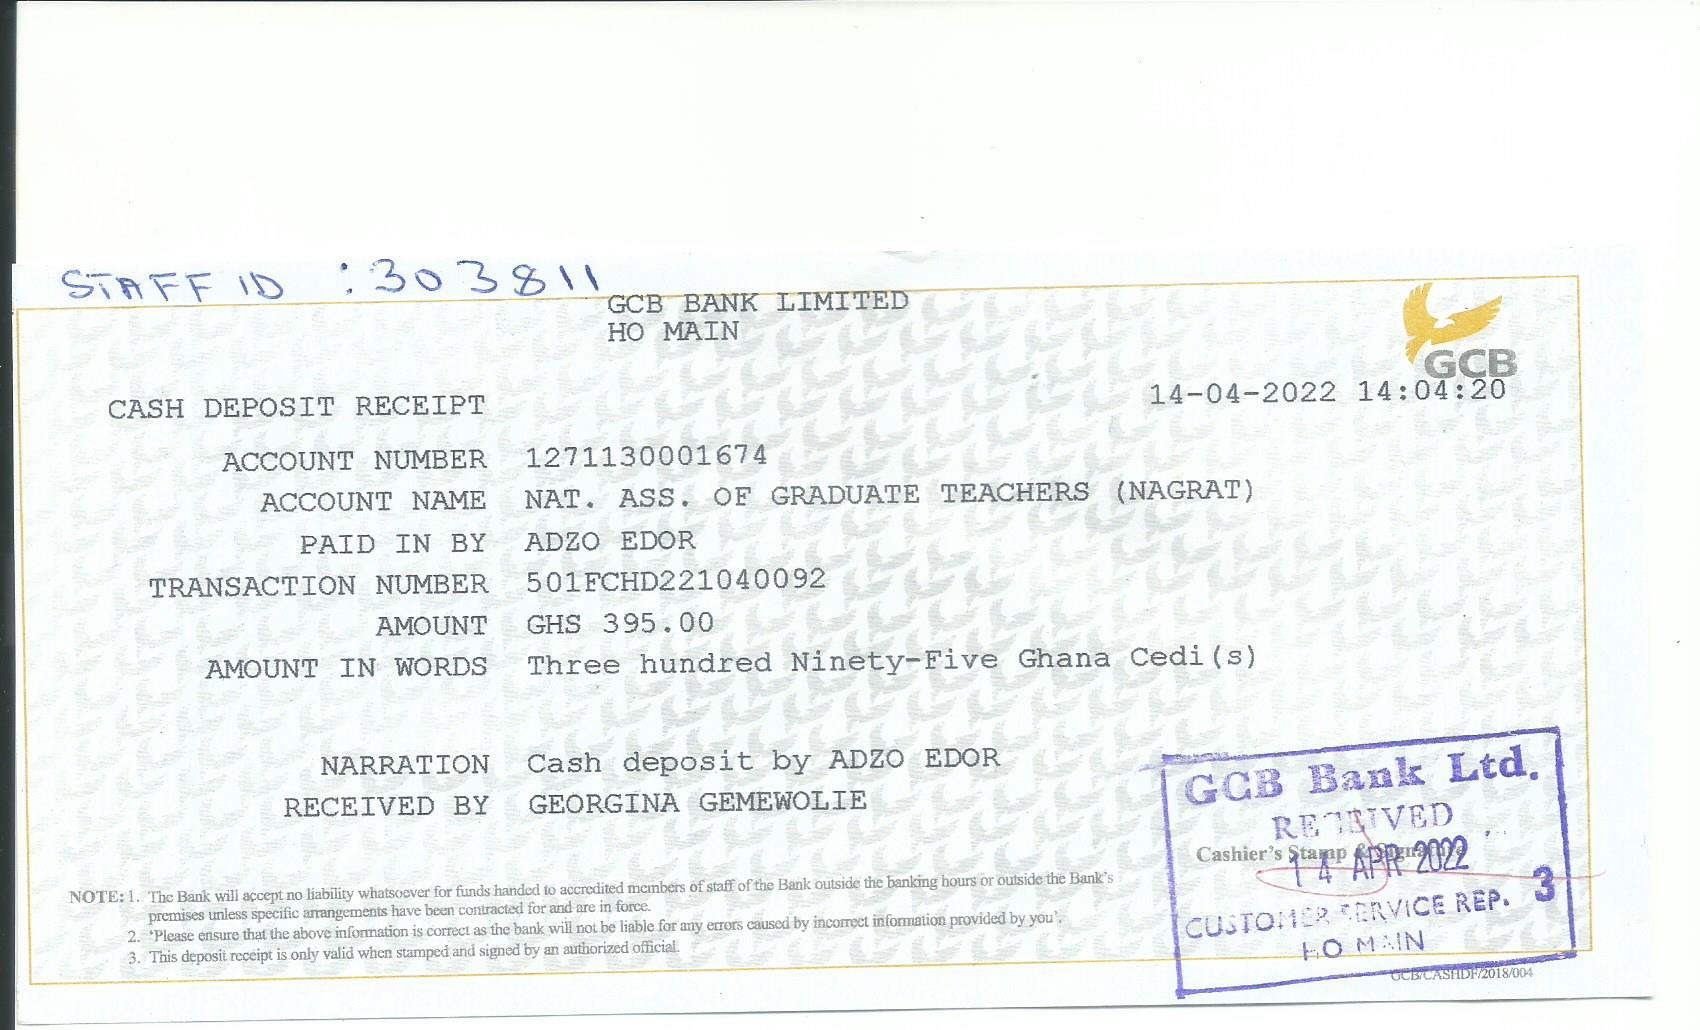 STAFF ID : 303811
GCB BANK LIMITED
HO MAIN
GCB
14-04-2022 14:04:20
CASH DEPOSIT RECEIPT
ACCOUNT NUMBER 1271130001674
ACCOUNT NAME NAT. ASS. OF GRADUATE TEACHERS (NAGRAT)
PAID IN BY ADZO EDOR
TRANSACTION NUMBER 501FCHD221040092
AMOUNT GHS 395.00
AMOUNT IN WORDS Three hundred Ninety-Five Ghana Cedi(s)
NARRATION Cash deposit by ADZO EDOR
RECEIVED BY GEORGINA GEMEWOLIE
GCB Bank Ltd.
RECEIVED
Cashier's Stamp & Signature
14 APR 2022
CUSTOMER SERVICE REP. 3
HO MAIN
NOTE: 1. The Bank will accept no liability whatsoever for funds handed to accredited members of staff of the Bank outside the banking hours or outside the Bank's
premises unless specific arrangements have been contracted for and are in force.
2. 'Please ensure that the above information is correct as the bank will not be liable for any errors caused by incorrect information provided by you'.
3. This deposit receipt is only valid when stamped and signed by an authorized official.
GCB/CASHDF/2018/004